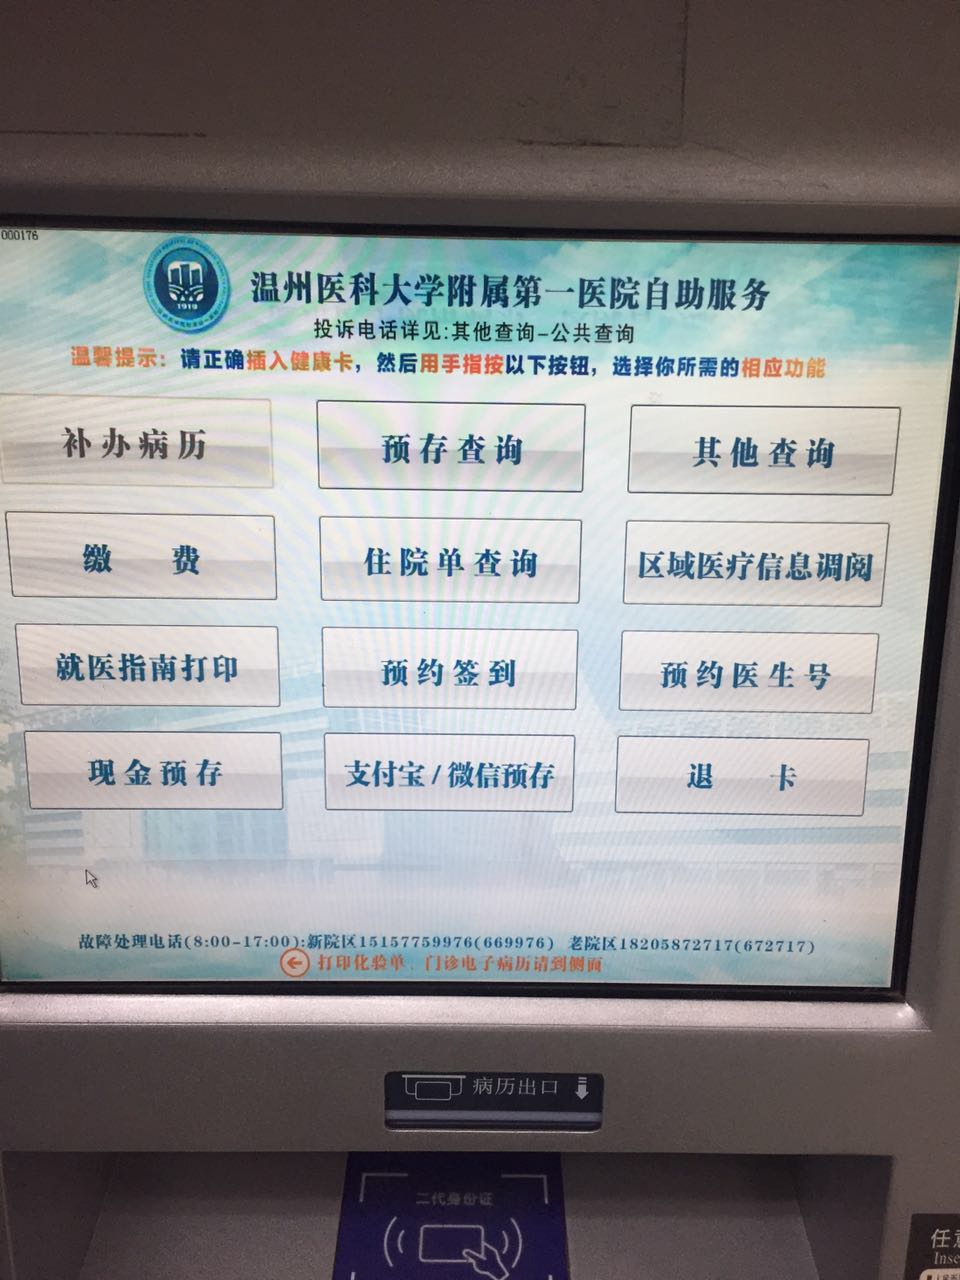 000176
1919
温州医科大学附属第一医院自助服务
投诉电话详见:其他查询-公共查询
温馨提示：请正确插入健康卡，然后用手指按以下按钮，选择你所需的相应功能
补办病历 预存查询 其他查询
缴 费 住院单查询 区域医疗信息调阅
就医指南打印 预约签到 预约医生号
现金预存 支付宝/微信预存 退 卡
故障处理电话(8:00-17:00):新院区15157759976(669976) 老院区18205872717(672717)
打印化验单、门诊电子病历请到侧面
病历出口
二代身份证
任意
Inse